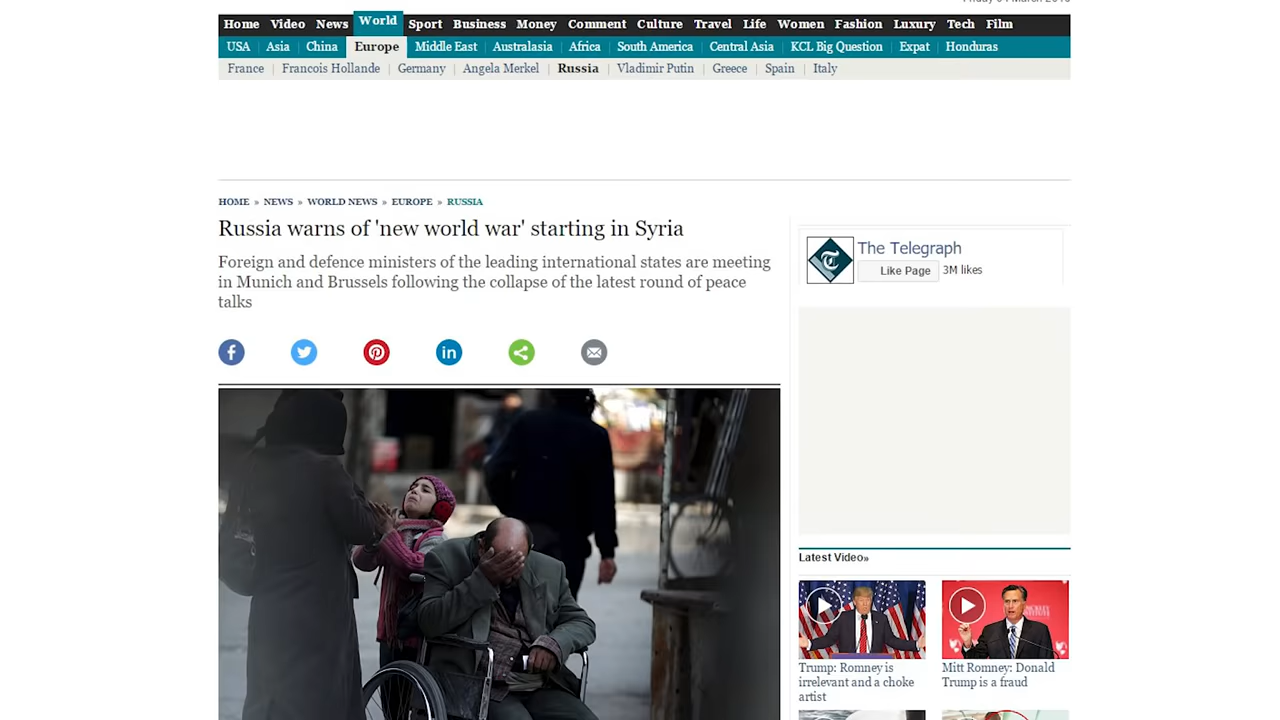 Home Video News World Sport Business Money Comment Culture Travel Life Women Fashion Luxury Tech Film
USA Asia China Europe Middle East Australasia Africa South America Central Asia KCL Big Question Expat Honduras
France Francois Hollande Germany Angela Merkel Russia Vladimir Putin Greece Spain Italy
HOME » NEWS » WORLD NEWS » EUROPE » RUSSIA
Russia warns of 'new world war' starting in Syria
Foreign and defence ministers of the leading international states are meeting
in Munich and Brussels following the collapse of the latest round of peace
talks
The Telegraph
Like Page 3M likes
Latest Video»
Trump: Romney is
irrelevant and a choke
artist
Mitt Romney: Donald
Trump is a fraud